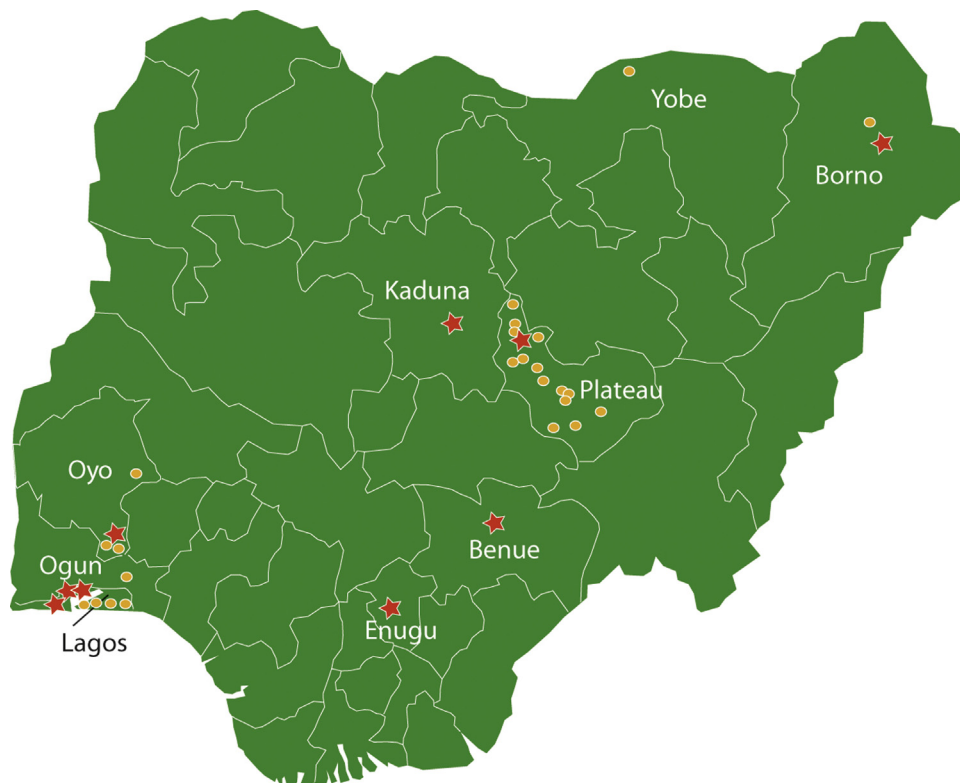 Yobe
Borno
Kaduna
Plateau
Oyo
Benue
Ogun
Enugu
Lagos